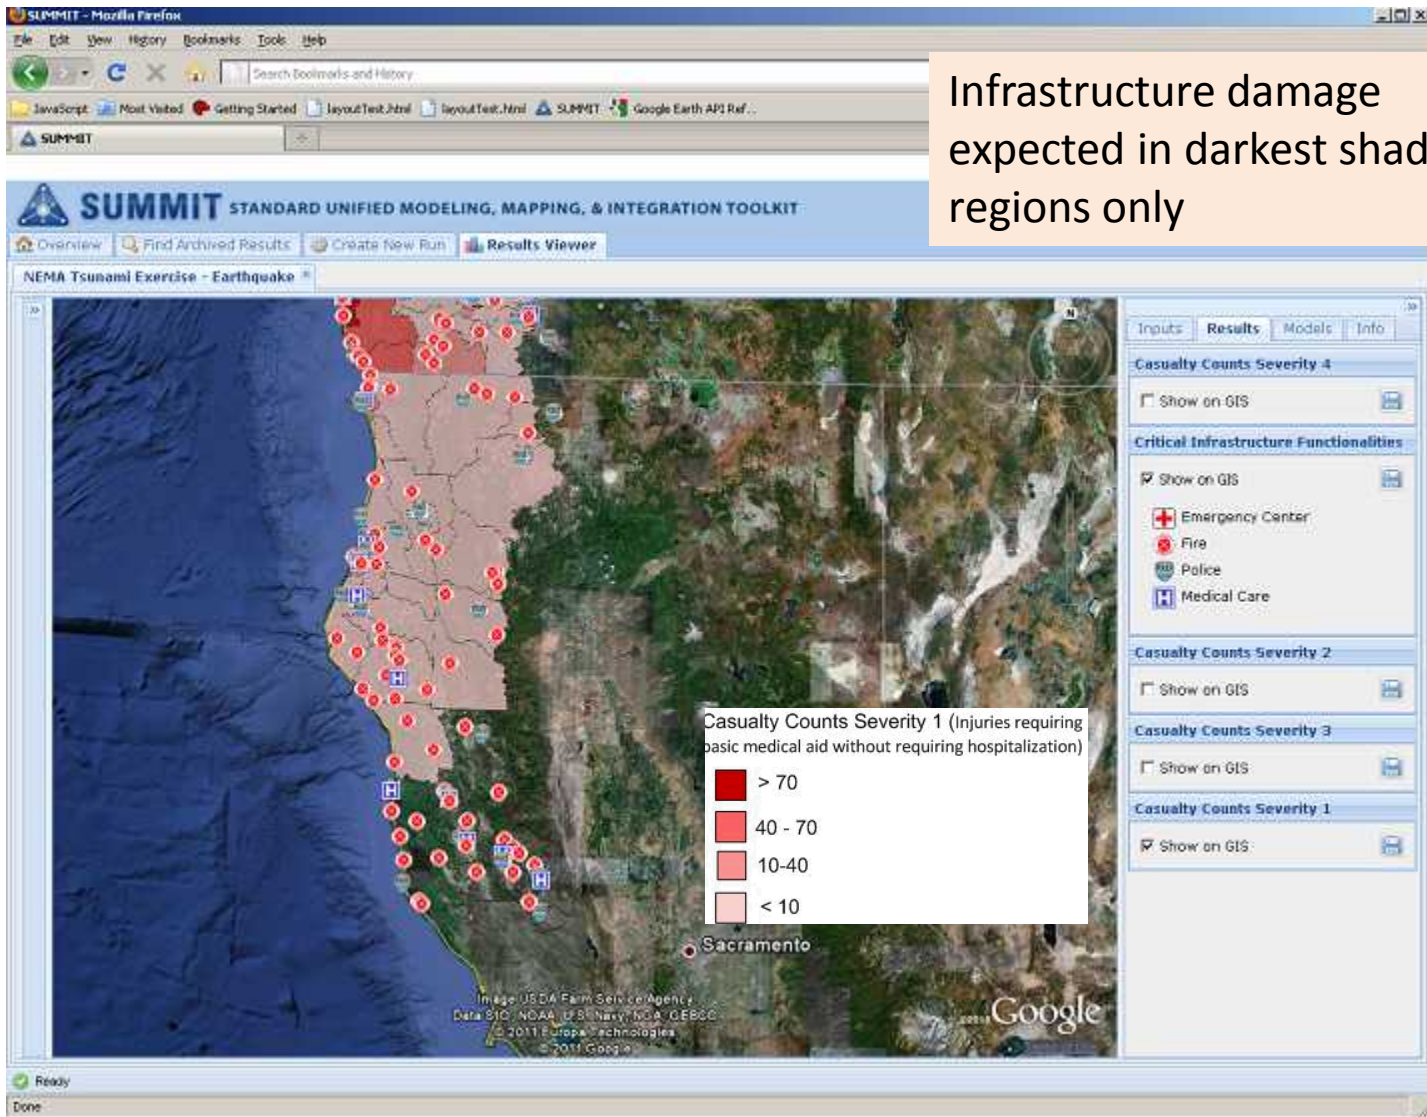 SUMMIT - Mozilla Firefox
File Edit View History Bookmarks Tools Help
Search Bookmarks and History
JavaScript Most Visited Getting Started layoutTest.html layoutTest.html SUMMIT Google Earth API Ref...
SUMMIT
Infrastructure damage
expected in darkest shad
regions only
SUMMIT STANDARD UNIFIED MODELING, MAPPING, & INTEGRATION TOOLKIT
Overview Find Archived Results Create New Run Results Viewer
NEMA Tsunami Exercise - Earthquake
N
Inputs Results Models Info
Casualty Counts Severity 4
Show on GIS
Critical Infrastructure Functionalities
Show on GIS
Emergency Center
Fire
Police
H Medical Care
Casualty Counts Severity 2
Show on GIS
Casualty Counts Severity 3
Show on GIS
Casualty Counts Severity 1
Show on GIS
Casualty Counts Severity 1 (Injuries requiring
basic medical aid without requiring hospitalization)
> 70
40 - 70
10-40
< 10
Sacramento
Image USDA Farm Service Agency
Data SIO, NOAA, U.S. Navy, NGA, GEBCO
© 2011 Europa Technologies
© 2011 Google
Google
Ready
Done